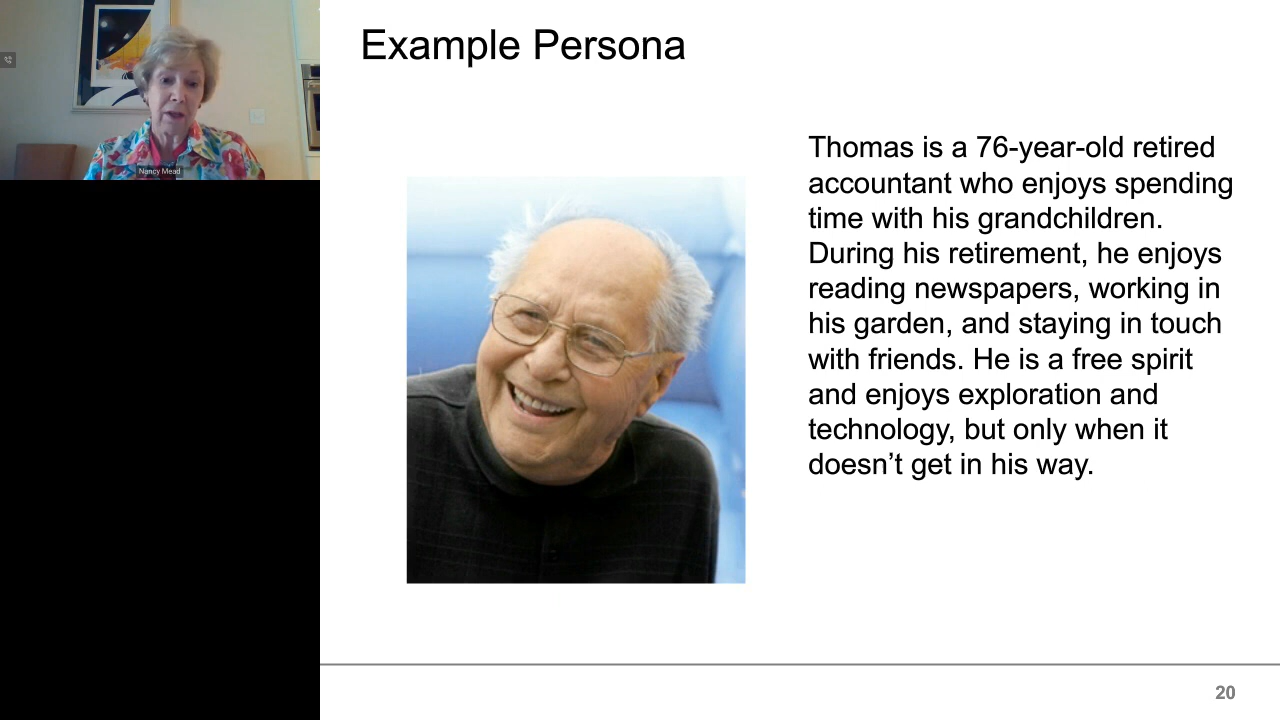 Example Persona
Nancy Mead
Thomas is a 76-year-old retired
accountant who enjoys spending
time with his grandchildren.
During his retirement, he enjoys
reading newspapers, working in
his garden, and staying in touch
with friends. He is a free spirit
and enjoys exploration and
technology, but only when it
doesn’t get in his way.
20